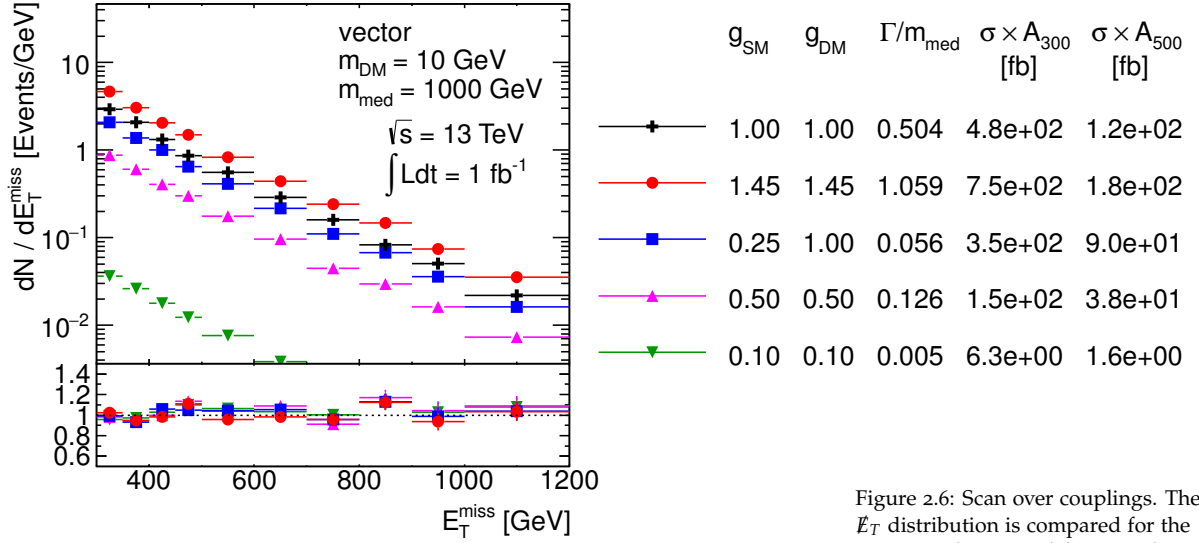 dN / dE_T^miss [Events/GeV]
10
1
10⁻¹
10⁻²
vector
m_DM = 10 GeV
m_med = 1000 GeV
√s = 13 TeV
∫ Ldt = 1 fb⁻¹
1.4
1.2
1
0.8
0.6
400 600 800 1000 1200
E_T^miss [GeV]
g_SM g_DM Γ/m_med σ × A_300 σ × A_500
[fb] [fb]
1.00 1.00 0.504 4.8e+02 1.2e+02
1.45 1.45 1.059 7.5e+02 1.8e+02
0.25 1.00 0.056 3.5e+02 9.0e+01
0.50 0.50 0.126 1.5e+02 3.8e+01
0.10 0.10 0.005 6.3e+00 1.6e+00
Figure 2.6: Scan over couplings. The
E̸_T distribution is compared for the